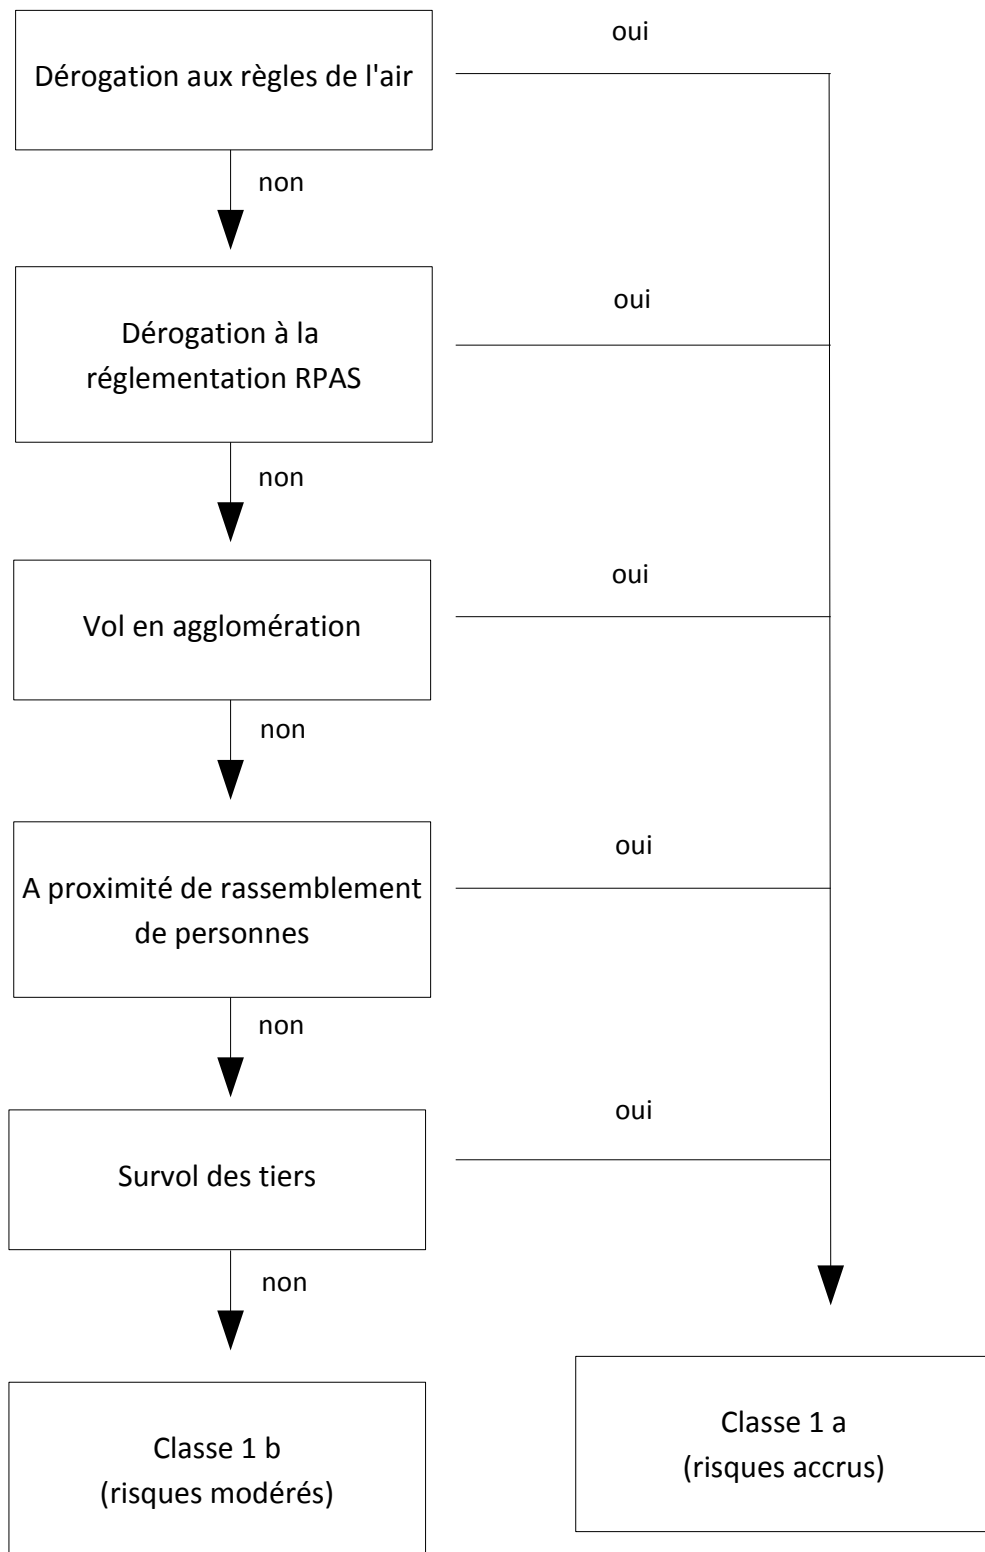 oui
Dérogation aux règles de l'air
non
oui
Dérogation à la
réglementation RPAS
non
oui
Vol en agglomération
non
oui
A proximité de rassemblement
de personnes
non
oui
Survol des tiers
non
Classe 1 b
(risques modérés)
Classe 1 a
(risques accrus)